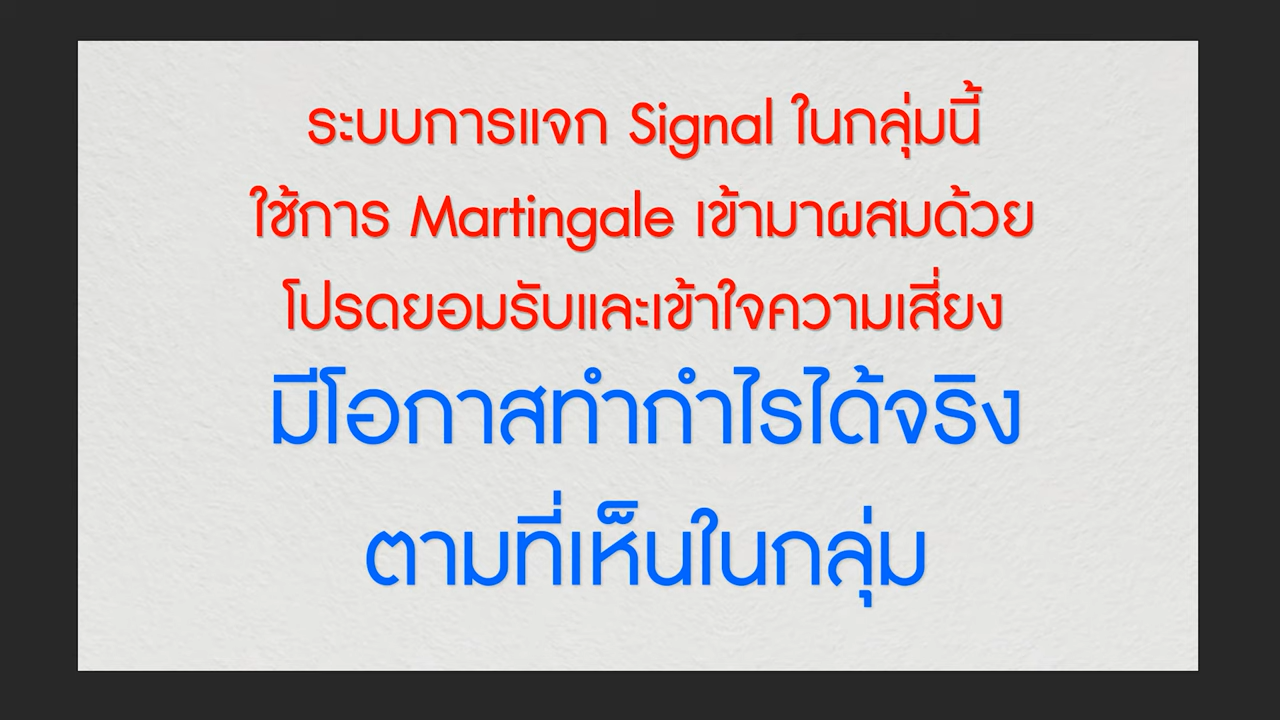 ระบบการแจก Signal ในกลุ่มนี้
ใช้การ Martingale เข้ามาผสมด้วย
โปรดยอมรับและเข้าใจความเสี่ยง
มีโอกาสทำกำไรได้จริง
ตามที่เห็นในกลุ่ม